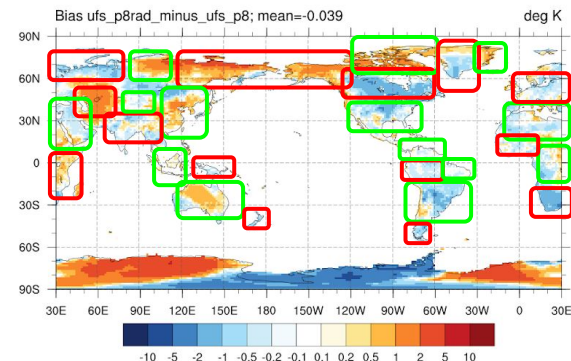 Bias ufs_p8rad_minus_ufs_p8; mean=-0.039 deg K
90N
60N
30N
0
30S
60S
90S
30E 60E 90E 120E 150E 180 150W 120W 90W 60W 30W 0 30E
-10 -5 -2 -1 -0.5 -0.2 -0.1 0.1 0.2 0.5 1 2 5 10